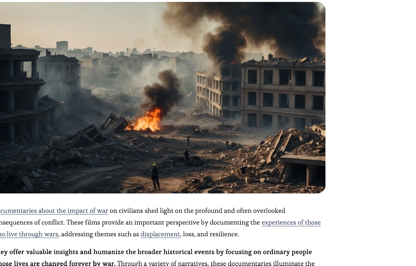 cumentaries about the impact of war on civilians shed light on the profound and often overlooked
nsequences of conflict. These films provide an important perspective by documenting the experiences of those
ho live through wars, addressing themes such as displacement, loss, and resilience.
ey offer valuable insights and humanize the broader historical events by focusing on ordinary people
hose lives are changed forever by war. Through a variety of narratives, these documentaries illuminate the